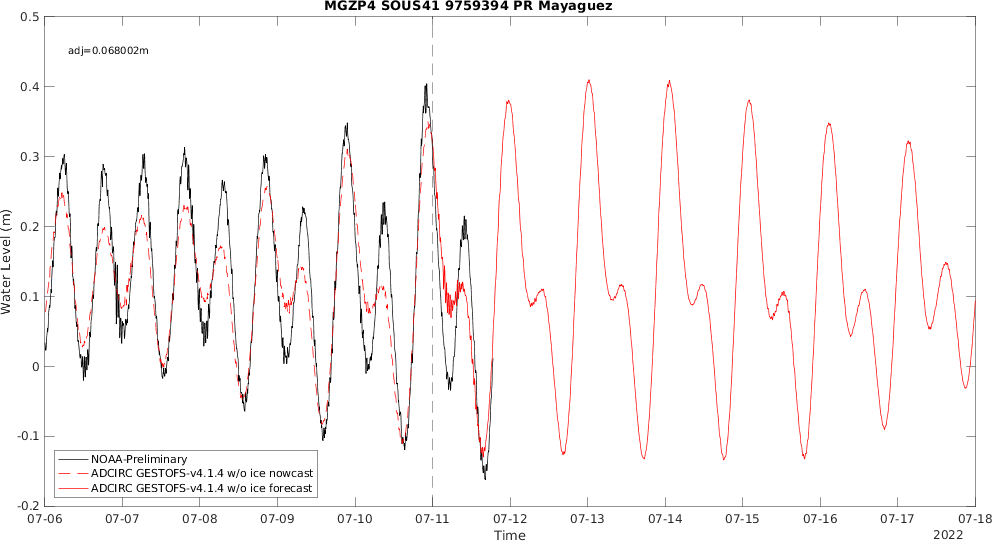 MGZP4 SOUS41 9759394 PR Mayaguez
adj=0.068002m
Water Level (m)
0.5
0.4
0.3
0.2
0.1
0
-0.1
-0.2
NOAA-Preliminary
ADCIRC GESTOFS-v4.1.4 w/o ice nowcast
ADCIRC GESTOFS-v4.1.4 w/o ice forecast
07-06 07-07 07-08 07-09 07-10 07-11 07-12 07-13 07-14 07-15 07-16 07-17 07-18
Time
2022